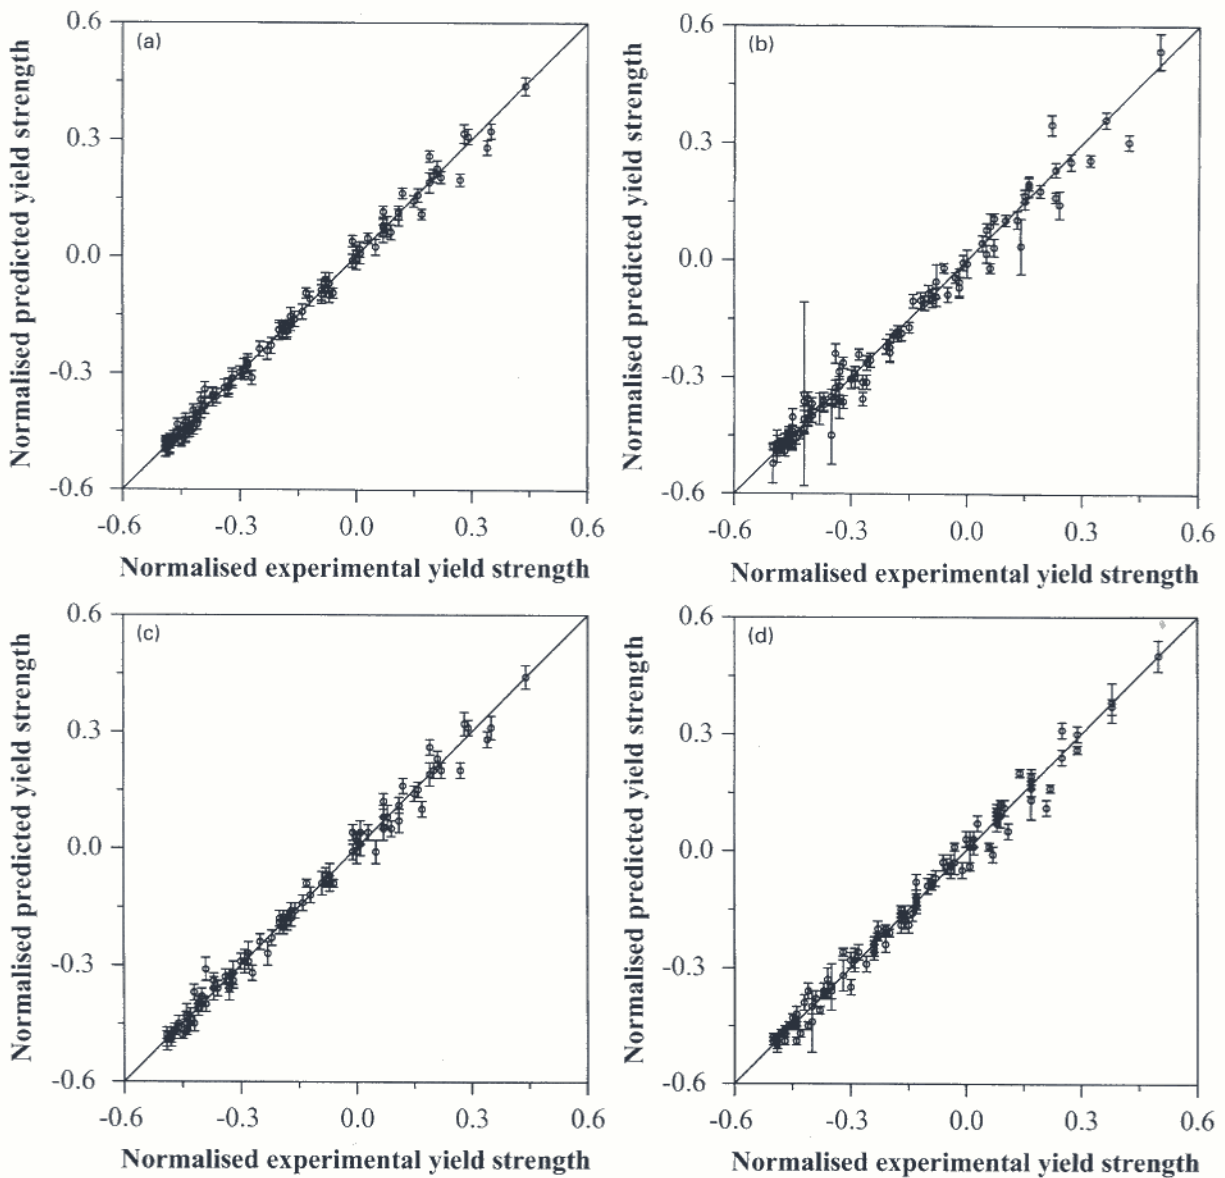 (a)
Normalised predicted yield strength
0.6
0.3
0.0
-0.3
-0.6
-0.6 -0.3 0.0 0.3 0.6
Normalised experimental yield strength
(b)
Normalised predicted yield strength
0.6
0.3
0.0
-0.3
-0.6
-0.6 -0.3 0.0 0.3 0.6
Normalised experimental yield strength
(c)
Normalised predicted yield strength
0.6
0.3
0.0
-0.3
-0.6
-0.6 -0.3 0.0 0.3 0.6
Normalised experimental yield strength
(d)
Normalised predicted yield strength
0.6
0.3
0.0
-0.3
-0.6
-0.6 -0.3 0.0 0.3 0.6
Normalised experimental yield strength